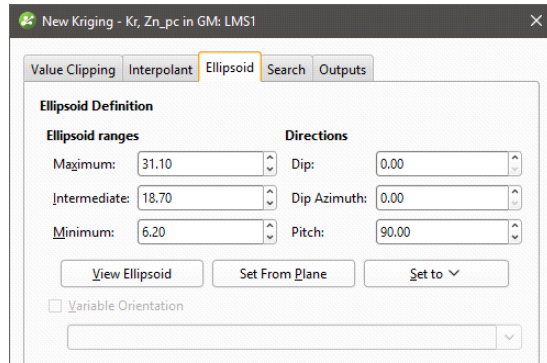 New Kriging - Kr, Zn_pc in GM: LMS1
Value Clipping Interpolant Ellipsoid Search Outputs
Ellipsoid Definition
Ellipsoid ranges Directions
Maximum: 31.10 Dip: 0.00
Intermediate: 18.70 Dip Azimuth: 0.00
Minimum: 6.20 Pitch: 90.00
View Ellipsoid Set From Plane Set to
Variable Orientation